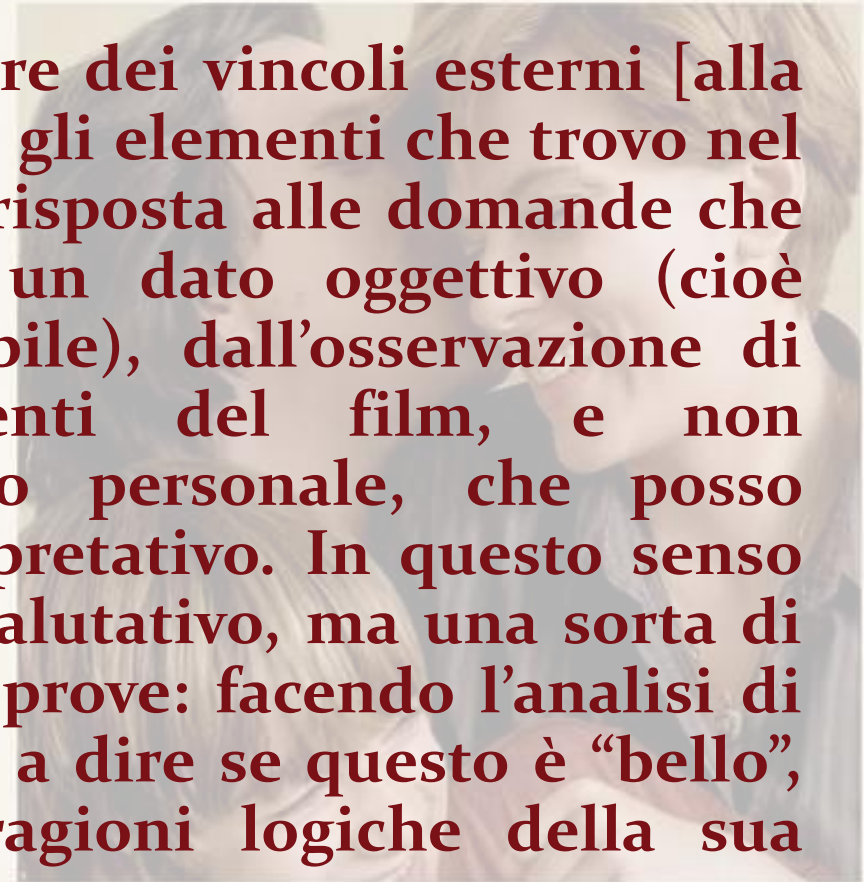 re dei vincoli esterni [alla
gli elementi che trovo nel
risposta alle domande che
un dato oggettivo (cioè
bile), dall’osservazione di
enti del film, e non
o personale, che posso
pretativo. In questo senso
alutativo, ma una sorta di
prove: facendo l’analisi di
a dire se questo è “bello”,
ragioni logiche della sua